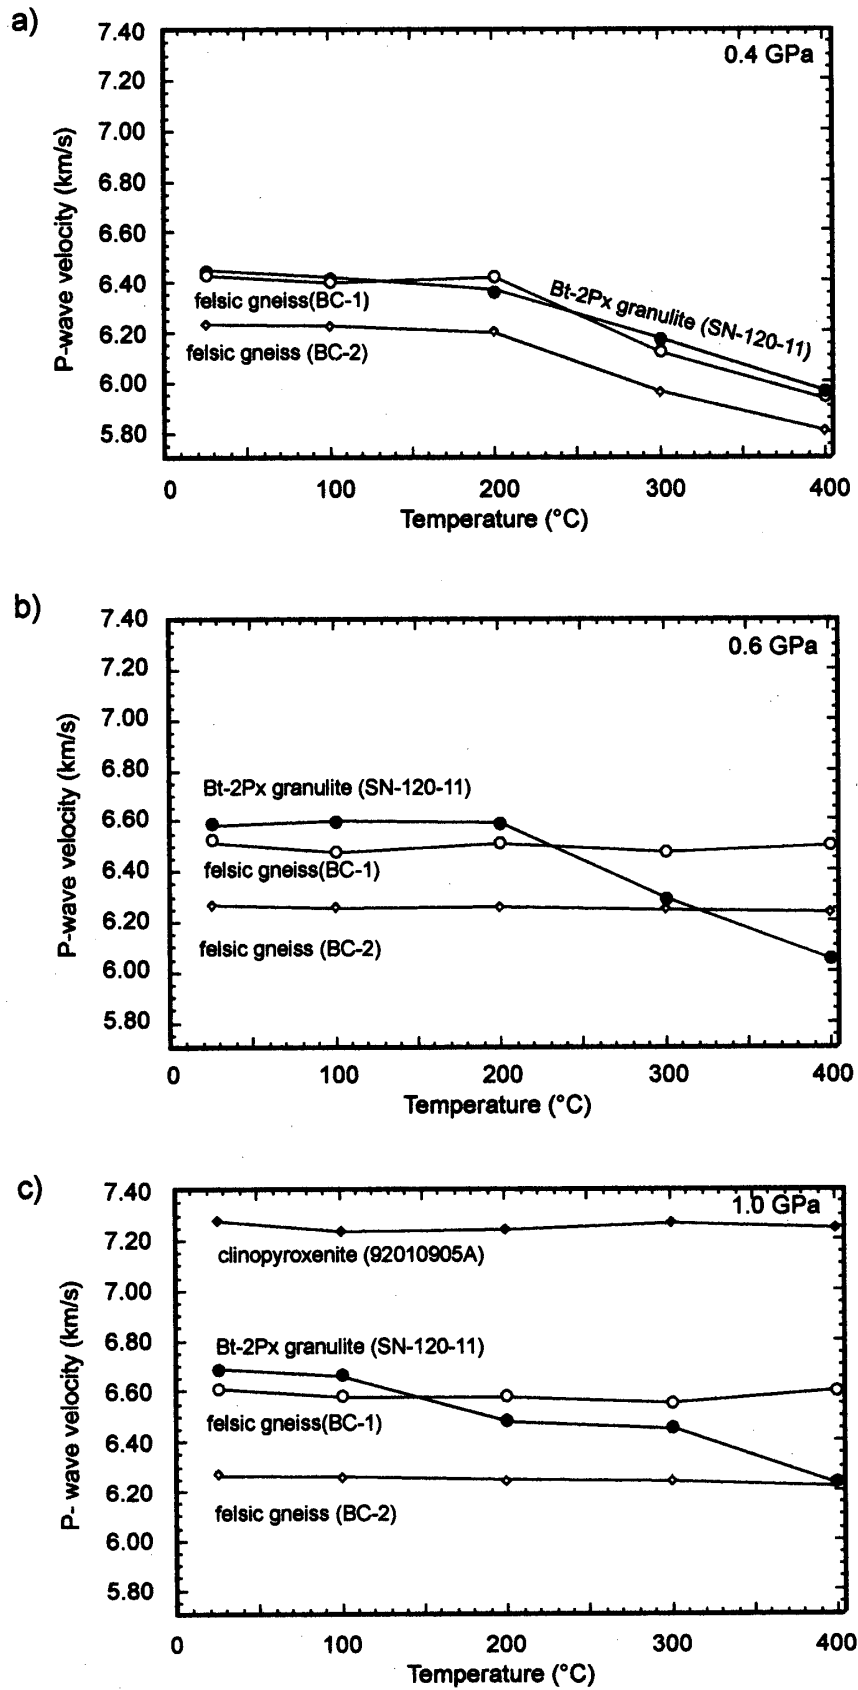 a)
7.40
0.4 GPa
7.20
7.00
6.80
6.60
6.40
6.20
6.00
5.80
P-wave velocity (km/s)
felsic gneiss(BC-1)
Bt-2Px granulite (SN-120-11)
felsic gneiss (BC-2)
0 100 200 300 400
Temperature (°C)
b)
7.40
0.6 GPa
7.20
7.00
6.80
6.60
6.40
6.20
6.00
5.80
P-wave velocity (km/s)
Bt-2Px granulite (SN-120-11)
felsic gneiss(BC-1)
felsic gneiss (BC-2)
0 100 200 300 400
Temperature (°C)
c)
7.40
1.0 GPa
7.20
7.00
6.80
6.60
6.40
6.20
6.00
5.80
P- wave velocity (km/s)
clinopyroxenite (92010905A)
Bt-2Px granulite (SN-120-11)
felsic gneiss(BC-1)
felsic gneiss (BC-2)
0 100 200 300 400
Temperature (°C)